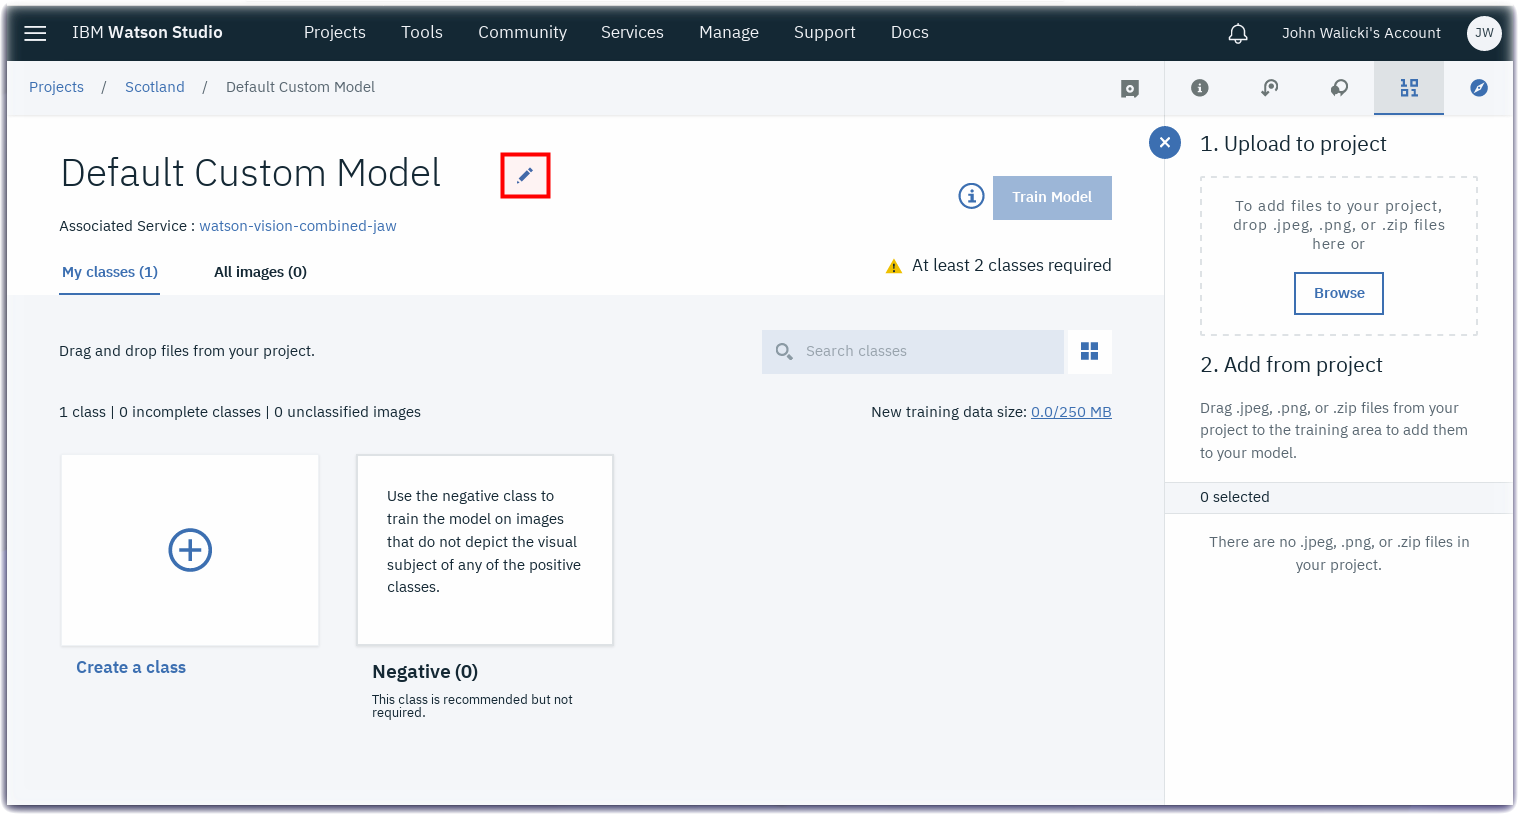 IBM Watson Studio
Projects
Tools
Community
Services
Manage
Support
Docs
John Walicki's Account
JW
Projects / Scotland / Default Custom Model
Default Custom Model
Train Model
Associated Service : watson-vision-combined-jaw
My classes (1)
All images (0)
At least 2 classes required
Drag and drop files from your project.
Search classes
1 class | 0 incomplete classes | 0 unclassified images
New training data size: 0.0/250 MB
Create a class
Use the negative class to
train the model on images
that do not depict the visual
subject of any of the positive
classes.
Negative (0)
This class is recommended but not
required.
1. Upload to project
To add files to your project,
drop .jpeg, .png, or .zip files
here or
Browse
2. Add from project
Drag .jpeg, .png, or .zip files from your
project to the training area to add them
to your model.
0 selected
There are no .jpeg, .png, or .zip files in
your project.